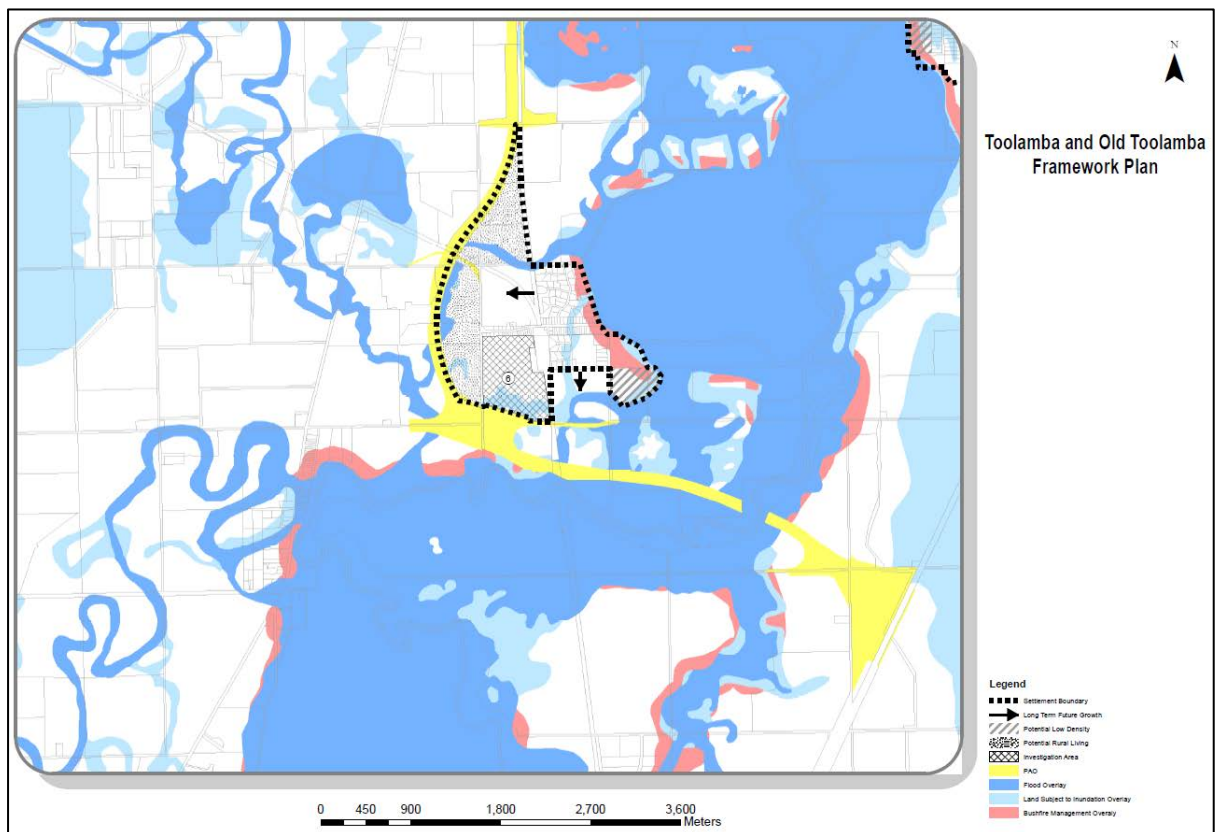 N
Toolamba and Old Toolamba
Framework Plan
6
Legend
Settlement Boundary
Long Term Future Growth
Potential Low Density
Potential Rural Living
Investigation Area
PAO
Flood Overlay
Land Subject to Inundation Overlay
Bushfire Management Overaly
0 450 900 1,800 2,700 3,600
Meters